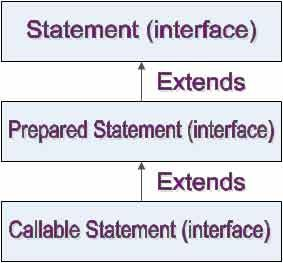 Statement (interface)
Extends
Prepared Statement (interface)
Extends
Callable Statement (interface)